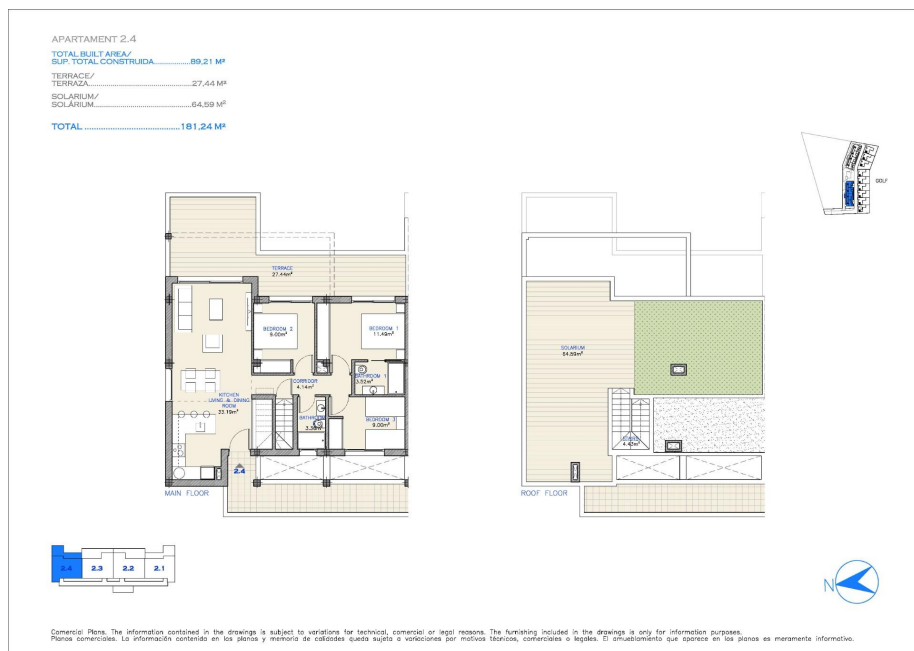 APARTAMENT 2.4
TOTAL BUILT AREA/
SUP. TOTAL CONSTRUIDA.................89,21 M²
TERRACE/
TERRAZA.............................................27,44 M²
SOLARIUM/
SOLÁRIUM...........................................64,59 M²
TOTAL .........................................181,24 M²
GOLF
TERRACE
27.44m²
BEDROOM 2
9.00m²
BEDROOM 1
11.49m²
CORRIDOR
4.14m²
BATHROOM 1
3.52m²
KITCHEN
LIVING & DINING
ROOM
33.19m²
BATHROOM
3.36m²
BEDROOM 3
9.00m²
2.4
MAIN FLOOR
SOLARIUM
64.59m²
4.42m²
ROOF FLOOR
2.4
2.3
2.2
2.1
N
Comercial Plans. The information contained in the drawings is subject to variations for technical, comercial or legal reasons. The furnishing included in the drawings is only for information purposes.
Planos comerciales. La información contenida en los planos y memoria de calidades queda sujeta a variaciones por motivos técnicos, comerciales o legales. El amueblamiento que aparece en los planos es meramente informativo.